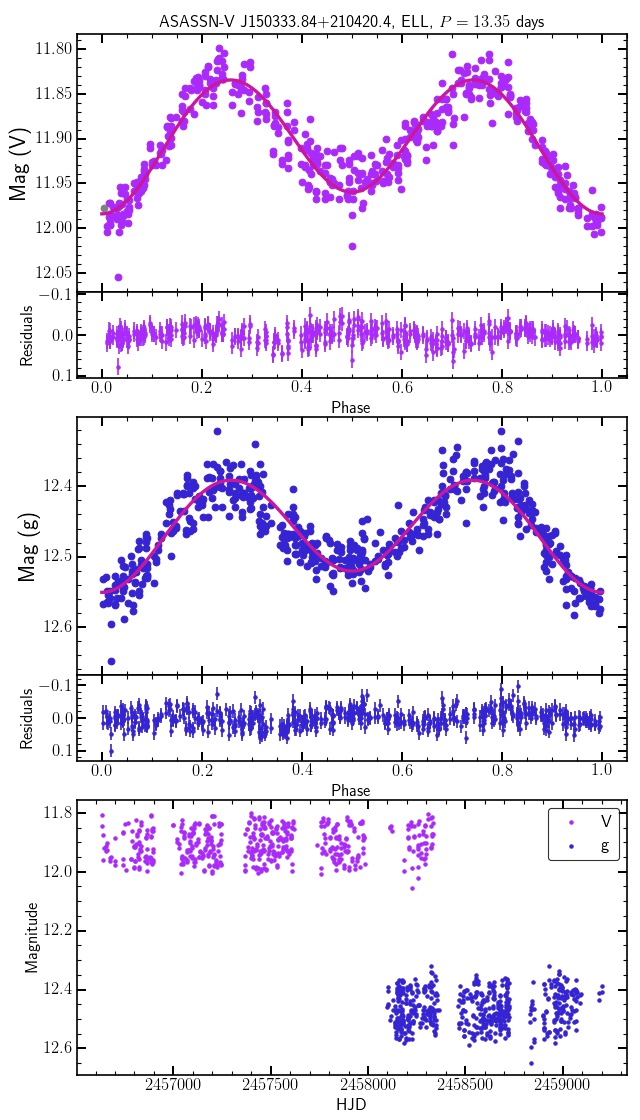 ASASSN-V J150333.84+210420.4, ELL, P = 13.35 days
11.80
11.85
11.90
11.95
12.00
12.05
Mag (V)
−0.1
0.0
0.1
Residuals
0.0 0.2 0.4 0.6 0.8 1.0
Phase
12.4
12.5
12.6
Mag (g)
−0.1
0.0
0.1
Residuals
0.0 0.2 0.4 0.6 0.8 1.0
Phase
11.8
12.0
12.2
12.4
12.6
Magnitude
V
g
2457000 2457500 2458000 2458500 2459000
HJD